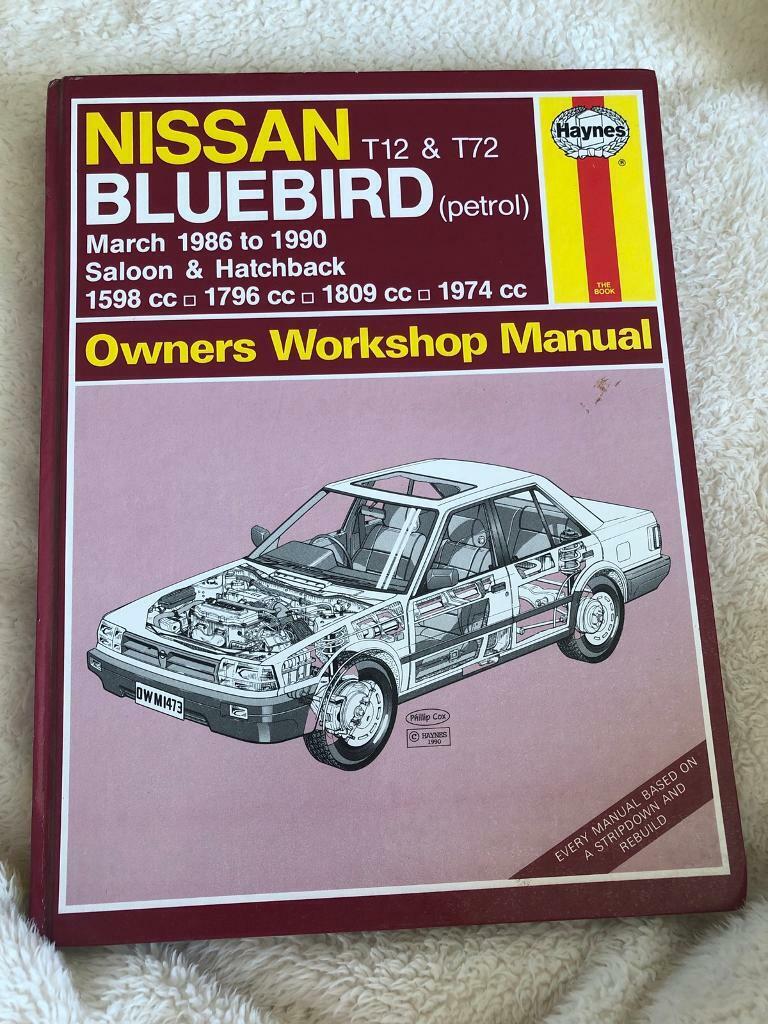 NISSAN T12 & T72
BLUEBIRD (petrol)
March 1986 to 1990
Saloon & Hatchback
1598 cc □ 1796 cc □ 1809 cc □ 1974 cc
Haynes
®
THE
BOOK
Owners Workshop Manual
OWM1473
Phillip Cox
© HAYNES
1990
EVERY MANUAL BASED ON
A STRIPDOWN AND
REBUILD